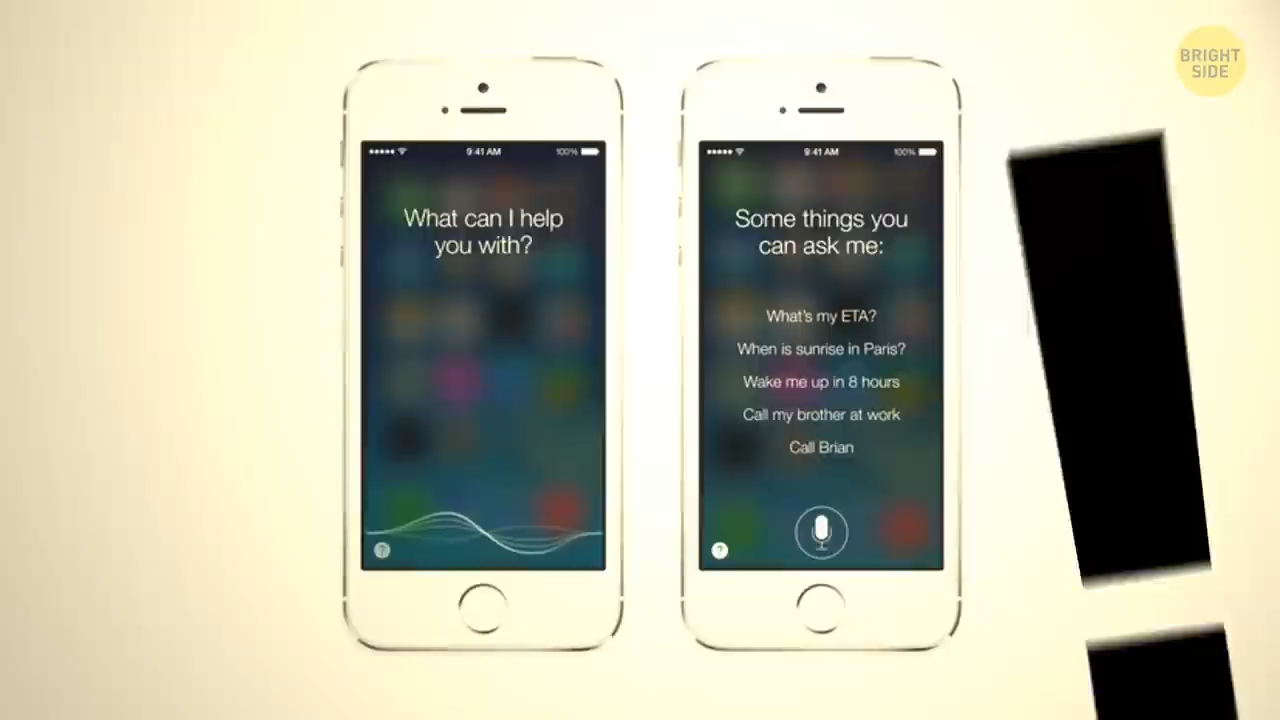 BRIGHT
SIDE
9:41 AM
100%
What can I help
you with?
?
9:41 AM
100%
Some things you
can ask me:
What's my ETA?
When is sunrise in Paris?
Wake me up in 8 hours
Call my brother at work
Call Brian
?
!